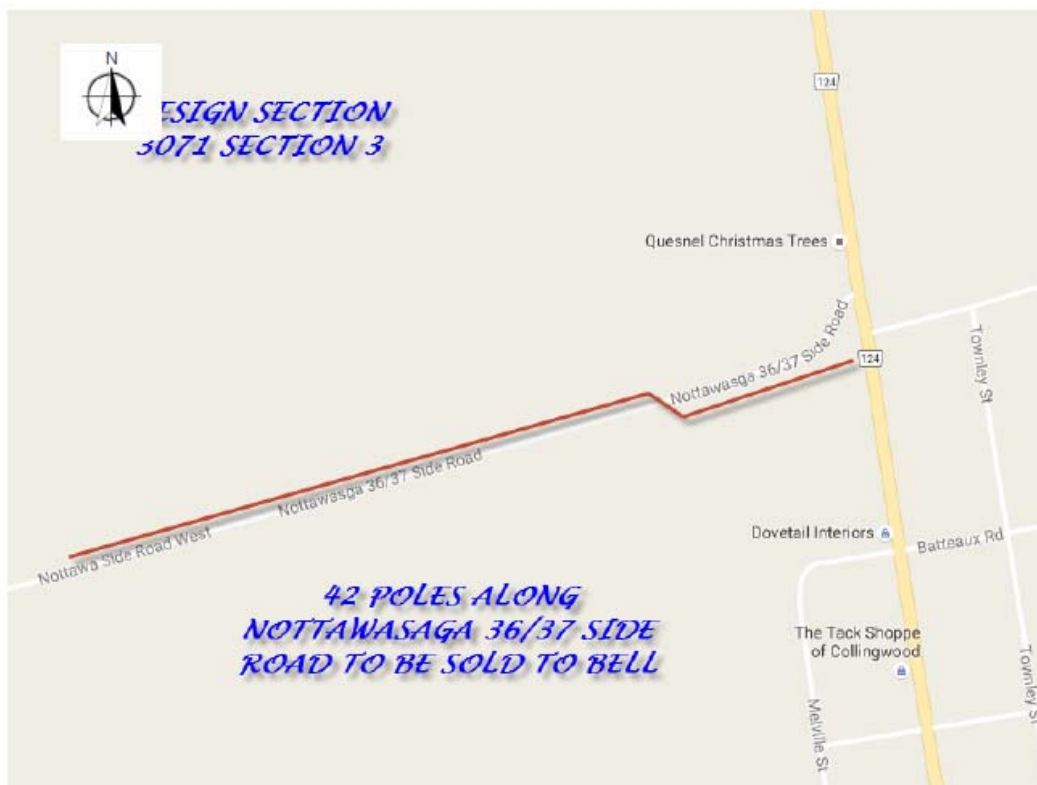 N
ESIGN SECTION
3071 SECTION 3
124
Quesnel Christmas Trees
Nottawasga 36/37 Side Road
124
Townley St
Nottawasga 36/37 Side Road
Nottawa Side Road West
Dovetail Interiors
Batteaux Rd
42 POLES ALONG
NOTTAWASAGA 36/37 SIDE
ROAD TO BE SOLD TO BELL
The Tack Shoppe
of Collingwood
Townley St
Melville St